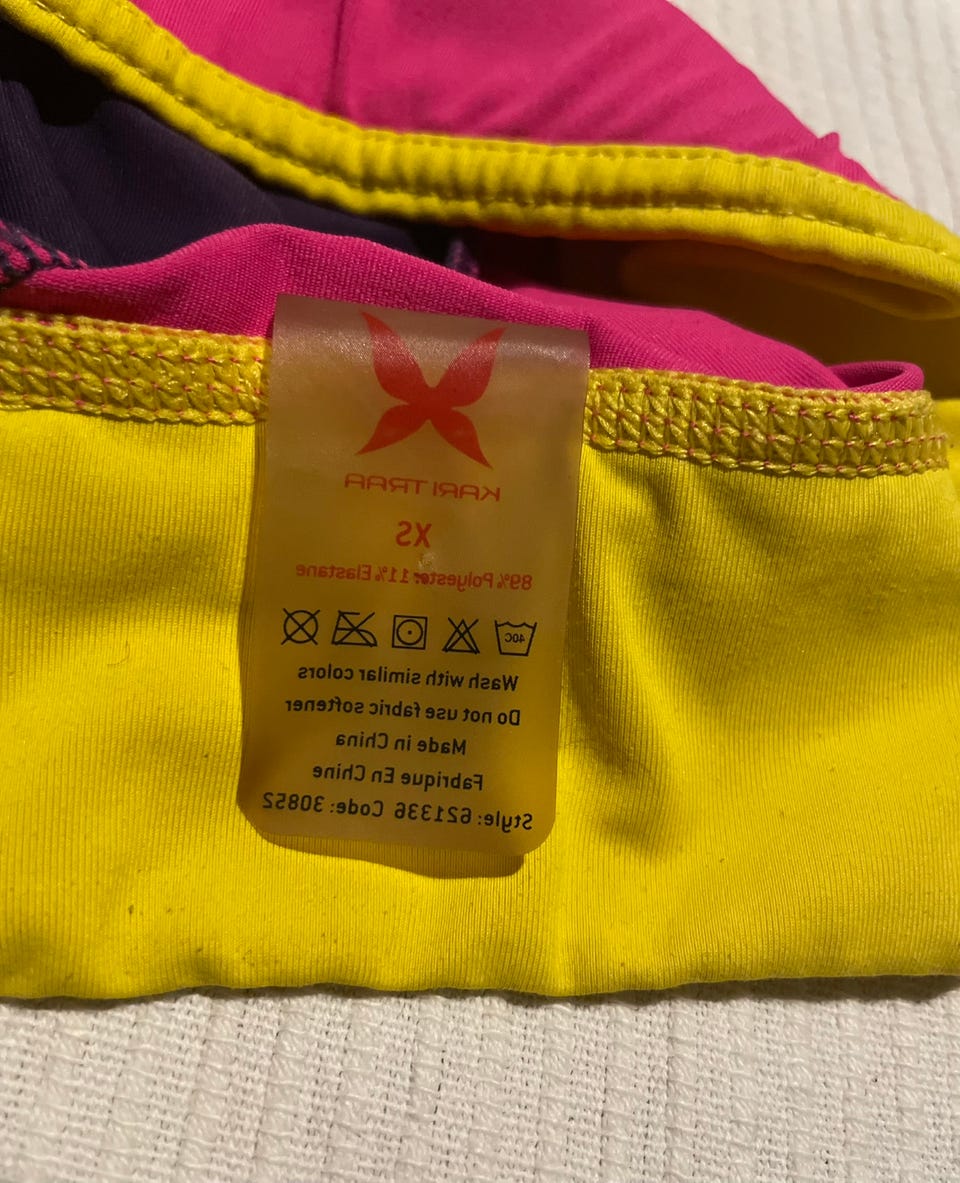 KARI TRAA
XS
89% Polyester 11% Elastane
40C
Wash with similar colors
Do not use fabric softener
Made in China
Fabrique En Chine
Style: 621336 Code: 30852